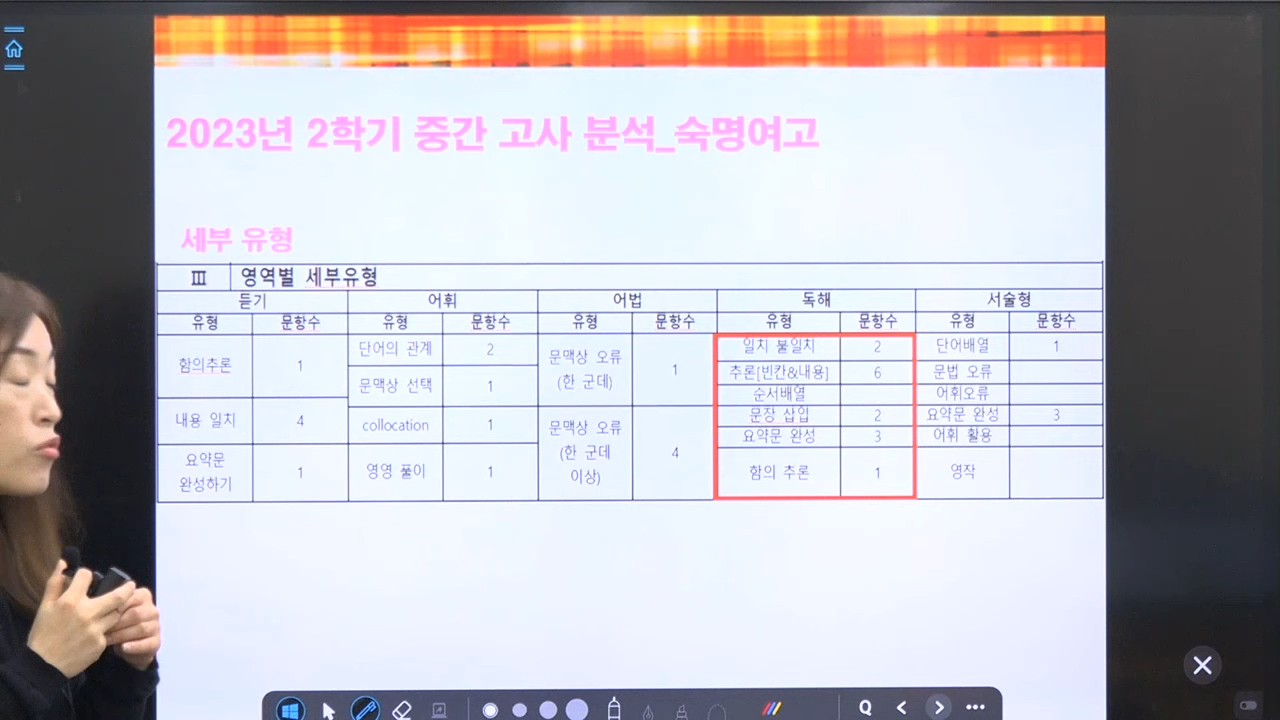 2023년 2학기 중간 고사 분석_숙명여고
세부 유형
Ⅲ 영역별 세부유형
듣기 어휘 어법 독해 서술형
유형 문항수 유형 문항수 유형 문항수 유형 문항수 유형 문항수
함의추론 1
내용 일치 4
요약문
완성하기 1
단어의 관계 2
문맥상 선택 1
collocation 1
영영 풀이 1
문맥상 오류
(한 군데) 1
문맥상 오류
(한 군데
이상) 4
일치 불일치 2
추론[빈칸&내용] 6
순서배열
문장 삽입 2
요약문 완성 3
함의 추론 1
단어배열 1
문법 오류
어휘오류
요약문 완성 3
어휘 활용
영작